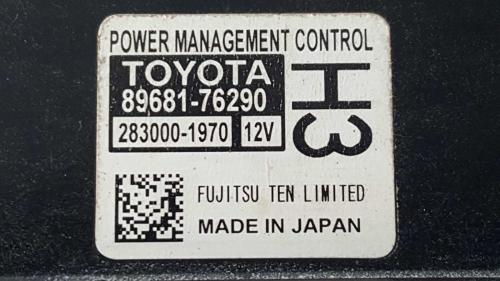 POWER MANAGEMENT CONTROL
TOYOTA
89681-76290
283000-1970 12V
H3
FUJITSU TEN LIMITED
MADE IN JAPAN